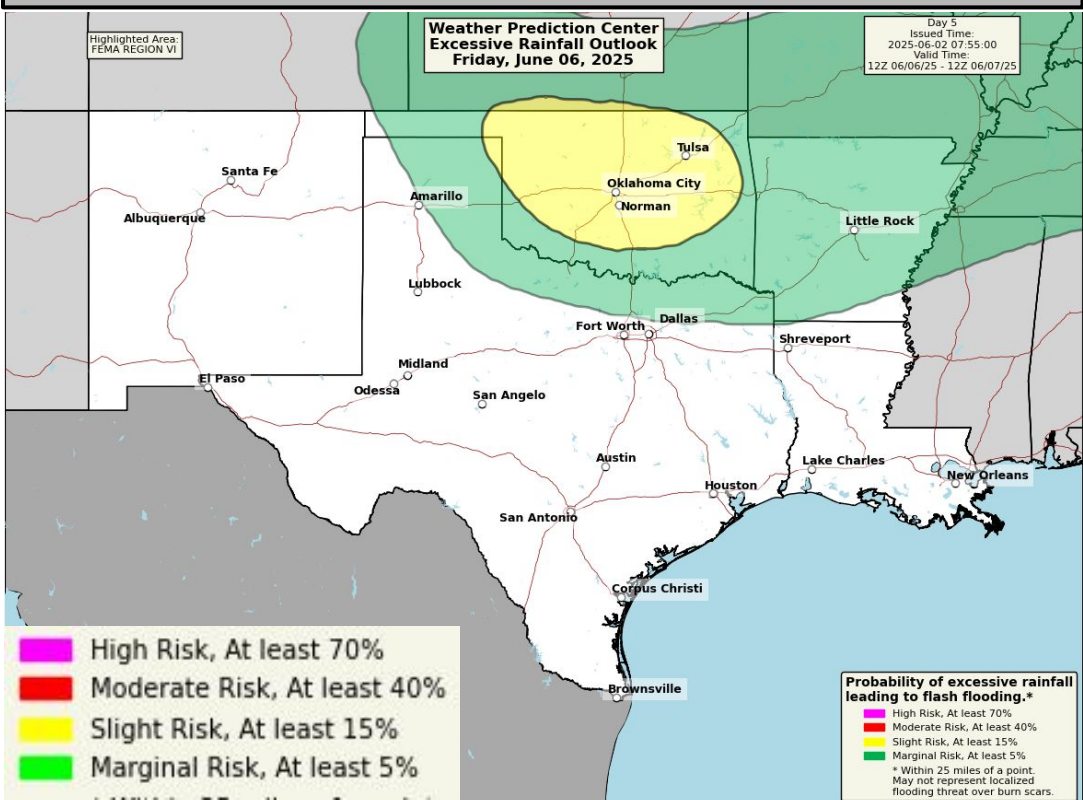 Highlighted Area:
FEMA REGION VI
Weather Prediction Center
Excessive Rainfall Outlook
Friday, June 06, 2025
Day 5
Issued Time:
2025-06-02 07:55:00
Valid Time:
12Z 06/06/25 - 12Z 06/07/25
Tulsa
Santa Fe
Oklahoma City
Amarillo
Norman
Albuquerque
Little Rock
Lubbock
Dallas
Fort Worth
Shreveport
Midland
El Paso
Odessa
San Angelo
Austin
Lake Charles
New Orleans
Houston
San Antonio
Corpus Christi
Brownsville
High Risk, At least 70%
Moderate Risk, At least 40%
Slight Risk, At least 15%
Marginal Risk, At least 5%
Probability of excessive rainfall
leading to flash flooding.*
High Risk, At least 70%
Moderate Risk, At least 40%
Slight Risk, At least 15%
Marginal Risk, At least 5%
* Within 25 miles of a point.
May not represent localized
flooding threat over burn scars.